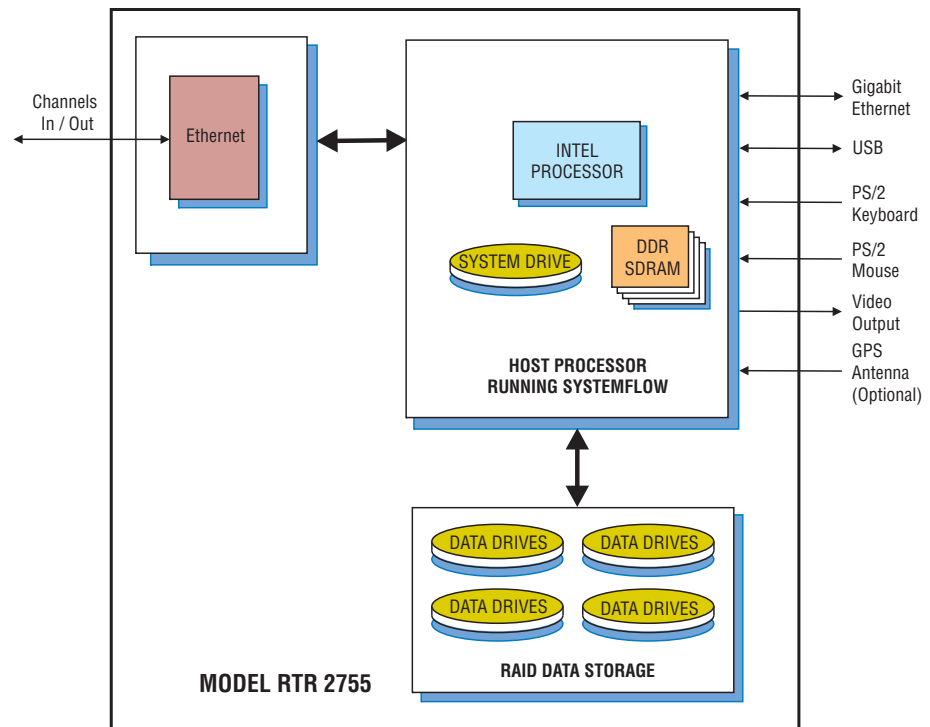 Channels
In / Out
Ethernet
INTEL
PROCESSOR
SYSTEM DRIVE
DDR
SDRAM
HOST PROCESSOR
RUNNING SYSTEMFLOW
Gigabit
Ethernet
USB
PS/2
Keyboard
PS/2
Mouse
Video
Output
GPS
Antenna
(Optional)
DATA DRIVES
DATA DRIVES
DATA DRIVES
DATA DRIVES
RAID DATA STORAGE
MODEL RTR 2755